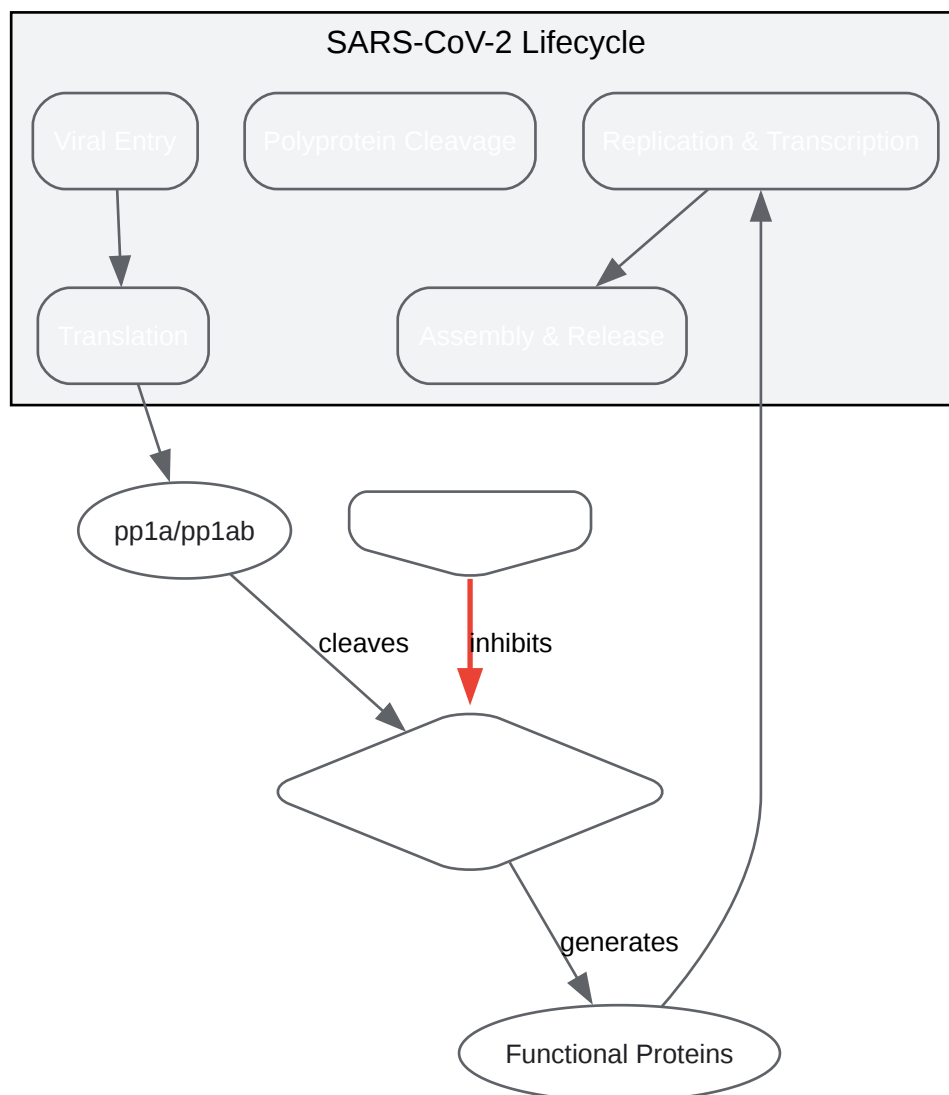 SARS-CoV-2 Lifecycle
Viral Entry
Polyprotein Cleavage
Replication & Transcription
Translation
Assembly & Release
pp1a/pp1ab
cleaves
inhibits
generates
Functional Proteins